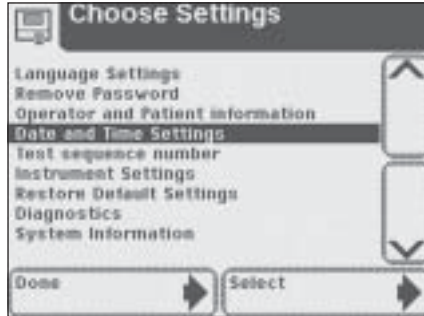 Choose Settings
Language Settings
Remove Password
Operator and Patient information
Date and Time Settings
Test sequence number
Instrument Settings
Restore Default Settings
Diagnostics
System Information
Done
Select